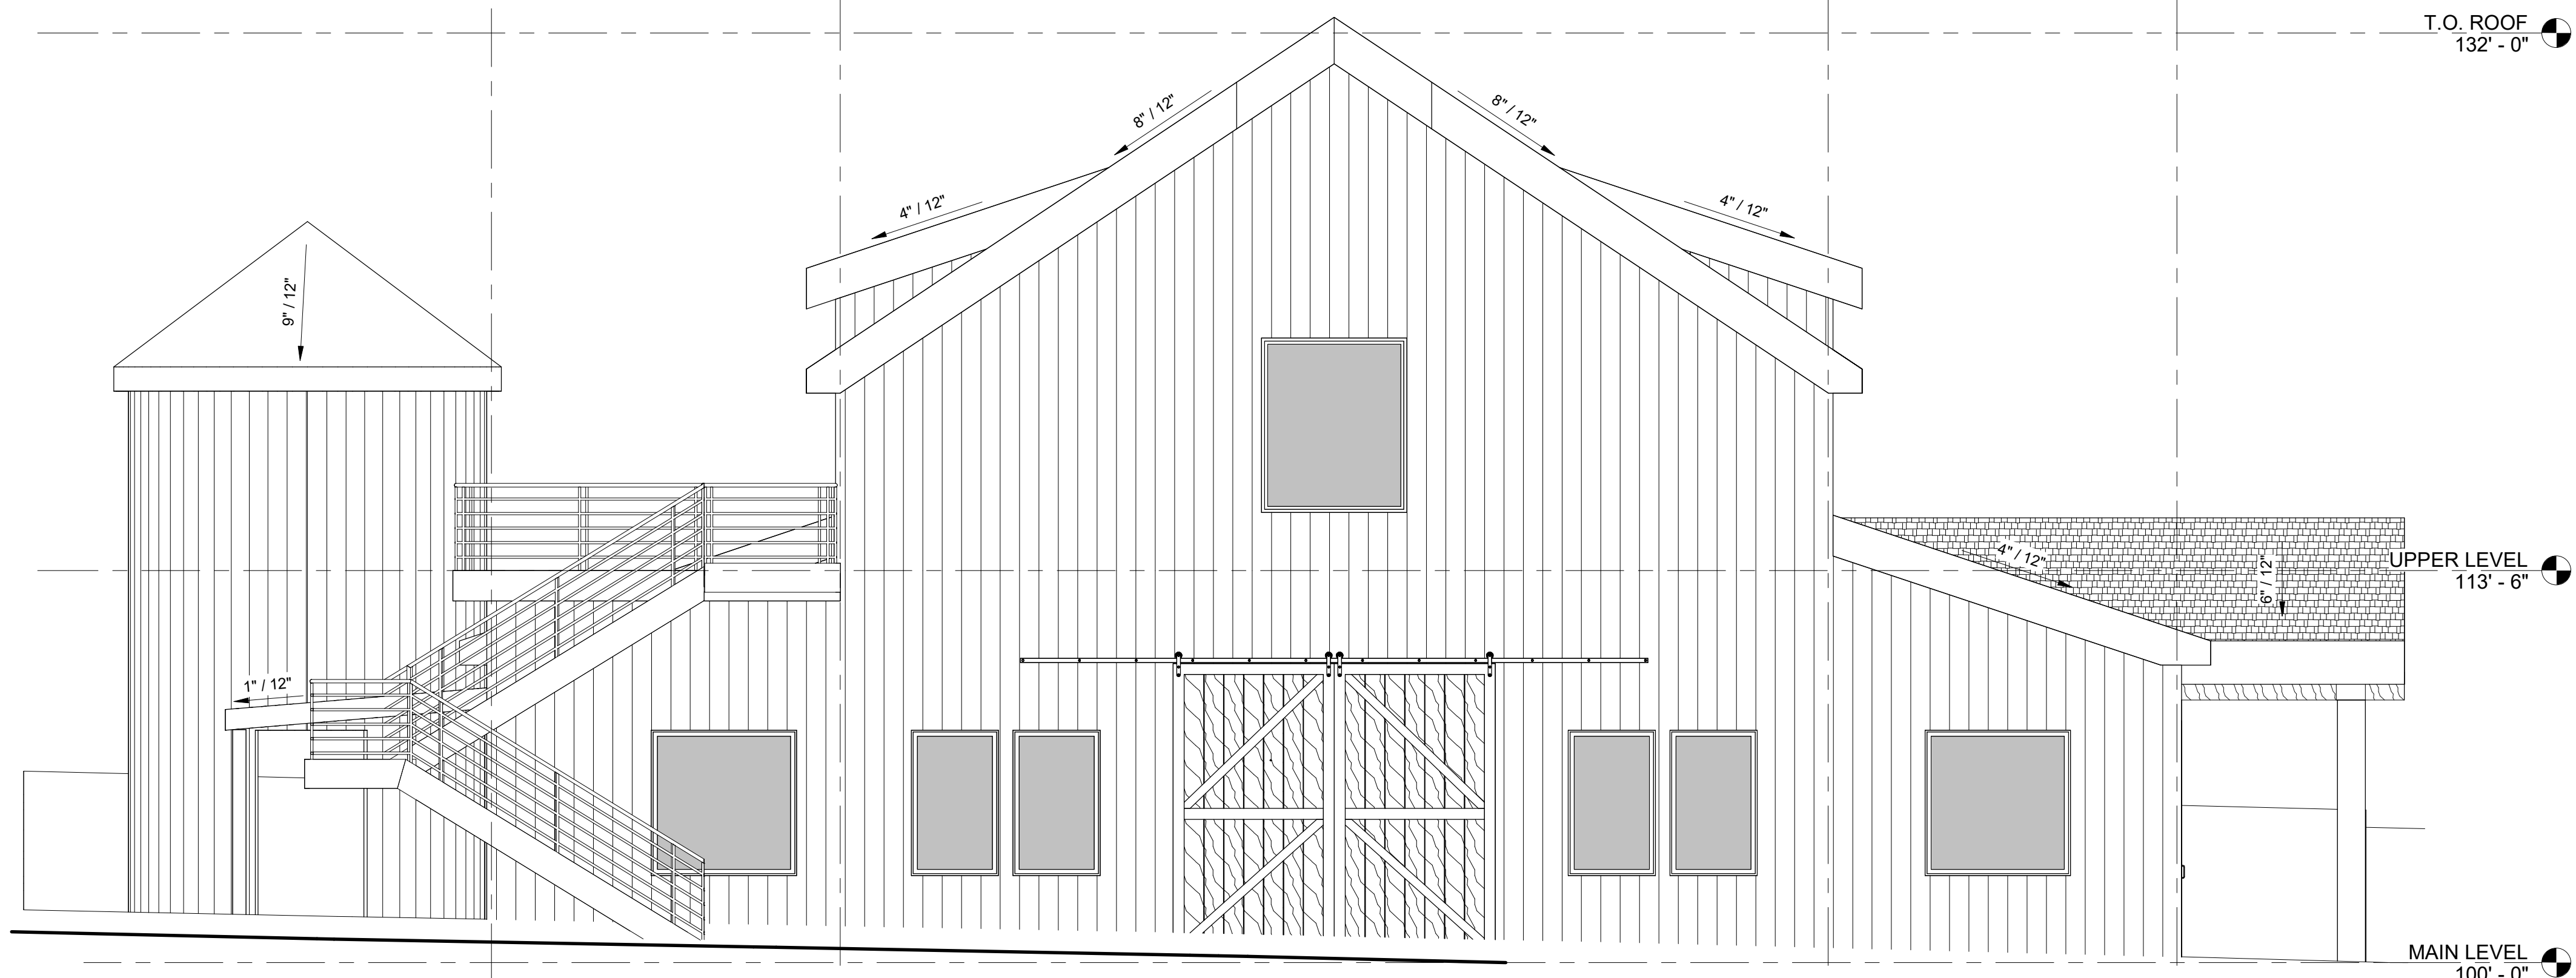 T.O. ROOF
132' - 0"
8" / 12"
8" / 12"
4" / 12"
4" / 12"
9" / 12"
4" / 12"
6" / 12"
UPPER LEVEL
113' - 6"
1" / 12"
MAIN LEVEL
100' - 0"